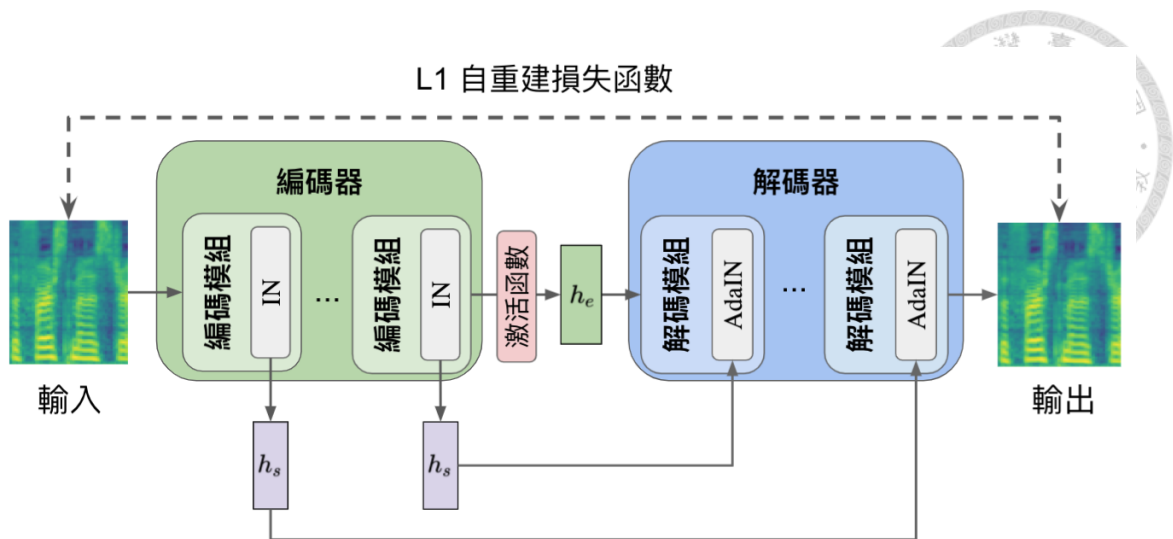 L1 自重建損失函數
編碼器
解碼器
編碼模組
IN
...
編碼模組
IN
激活函數
h_e
解碼模組
AdaIN
...
解碼模組
AdaIN
輸入
輸出
h_s
h_s